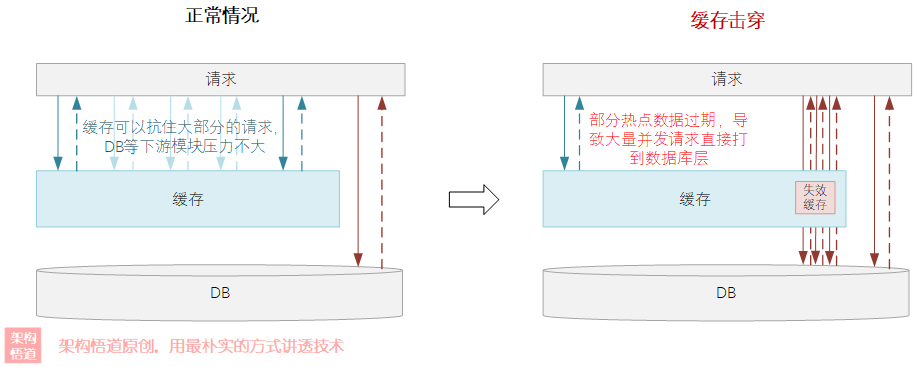 正常情况
缓存击穿
请求
缓存可以抗住大部分的请求,
DB等下游模块压力不大
缓存
DB
请求
部分热点数据过期，导
致大量并发请求直接打
到数据库层
缓存
失效
缓存
DB
架构
悟道
架构悟道原创，用最朴实的方式讲透技术